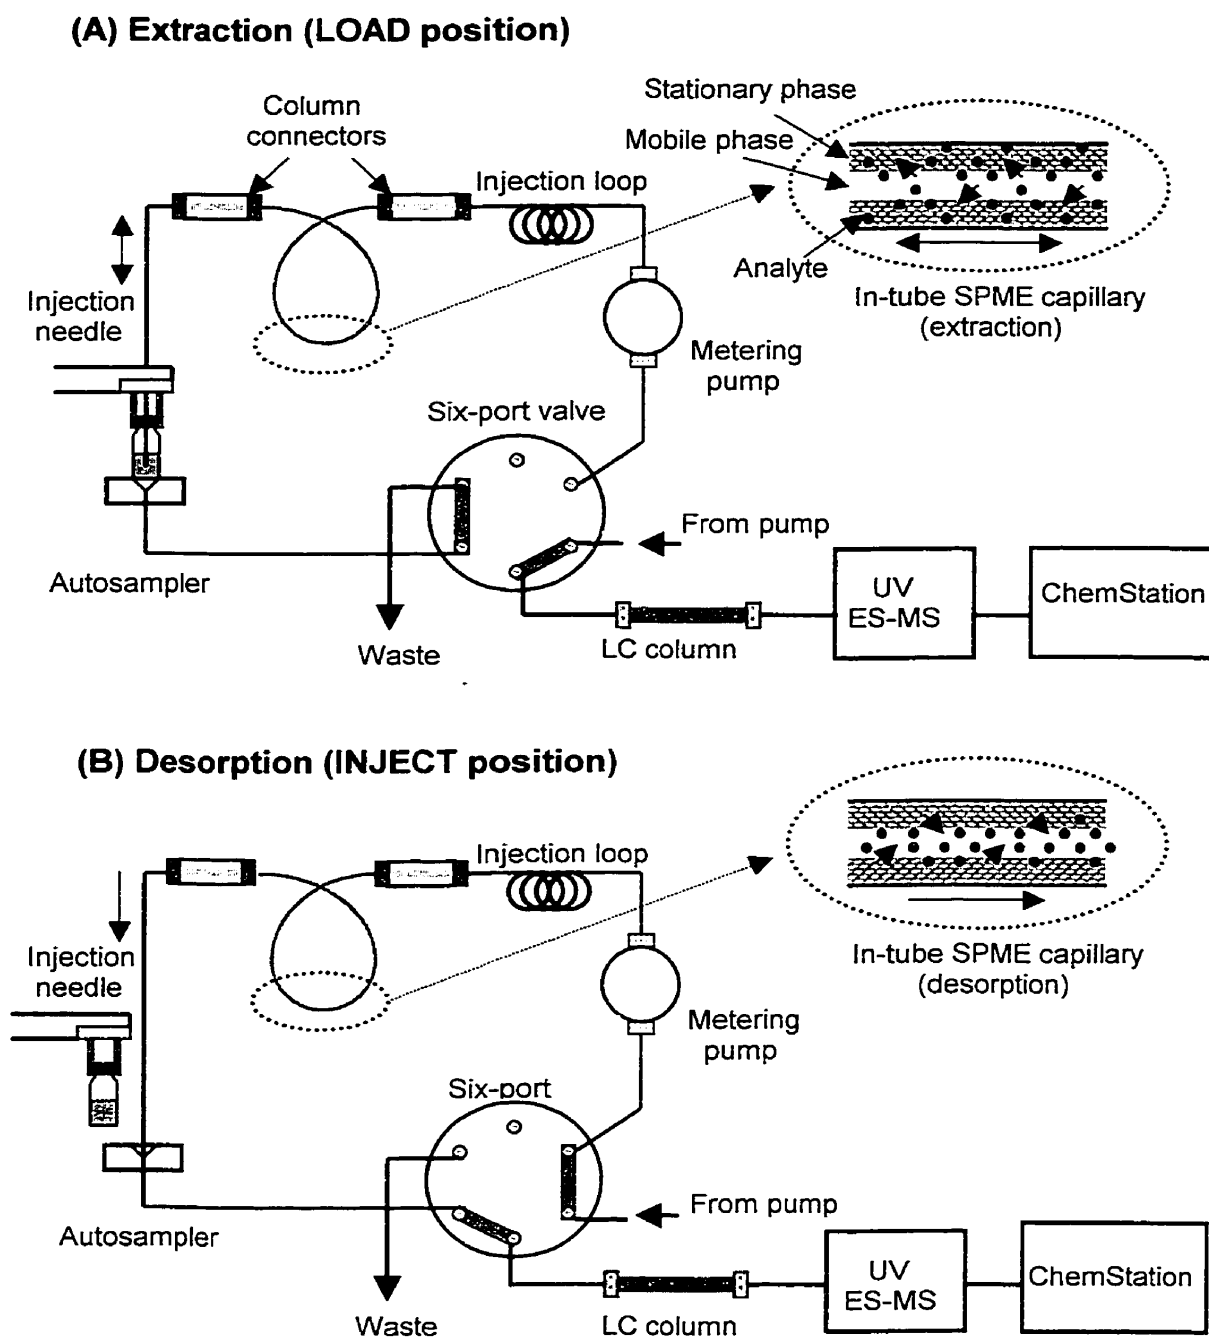 (A) Extraction (LOAD position)
Column
connectors
Injection loop
Stationary phase
Mobile phase
Analyte
In-tube SPME capillary
(extraction)
Injection
needle
Metering
pump
Six-port valve
From pump
Autosampler
Waste
LC column
UV
ES-MS
ChemStation
(B) Desorption (INJECT position)
Injection loop
In-tube SPME capillary
(desorption)
Injection
needle
Metering
pump
Six-port
From pump
Autosampler
Waste
LC column
UV
ES-MS
ChemStation